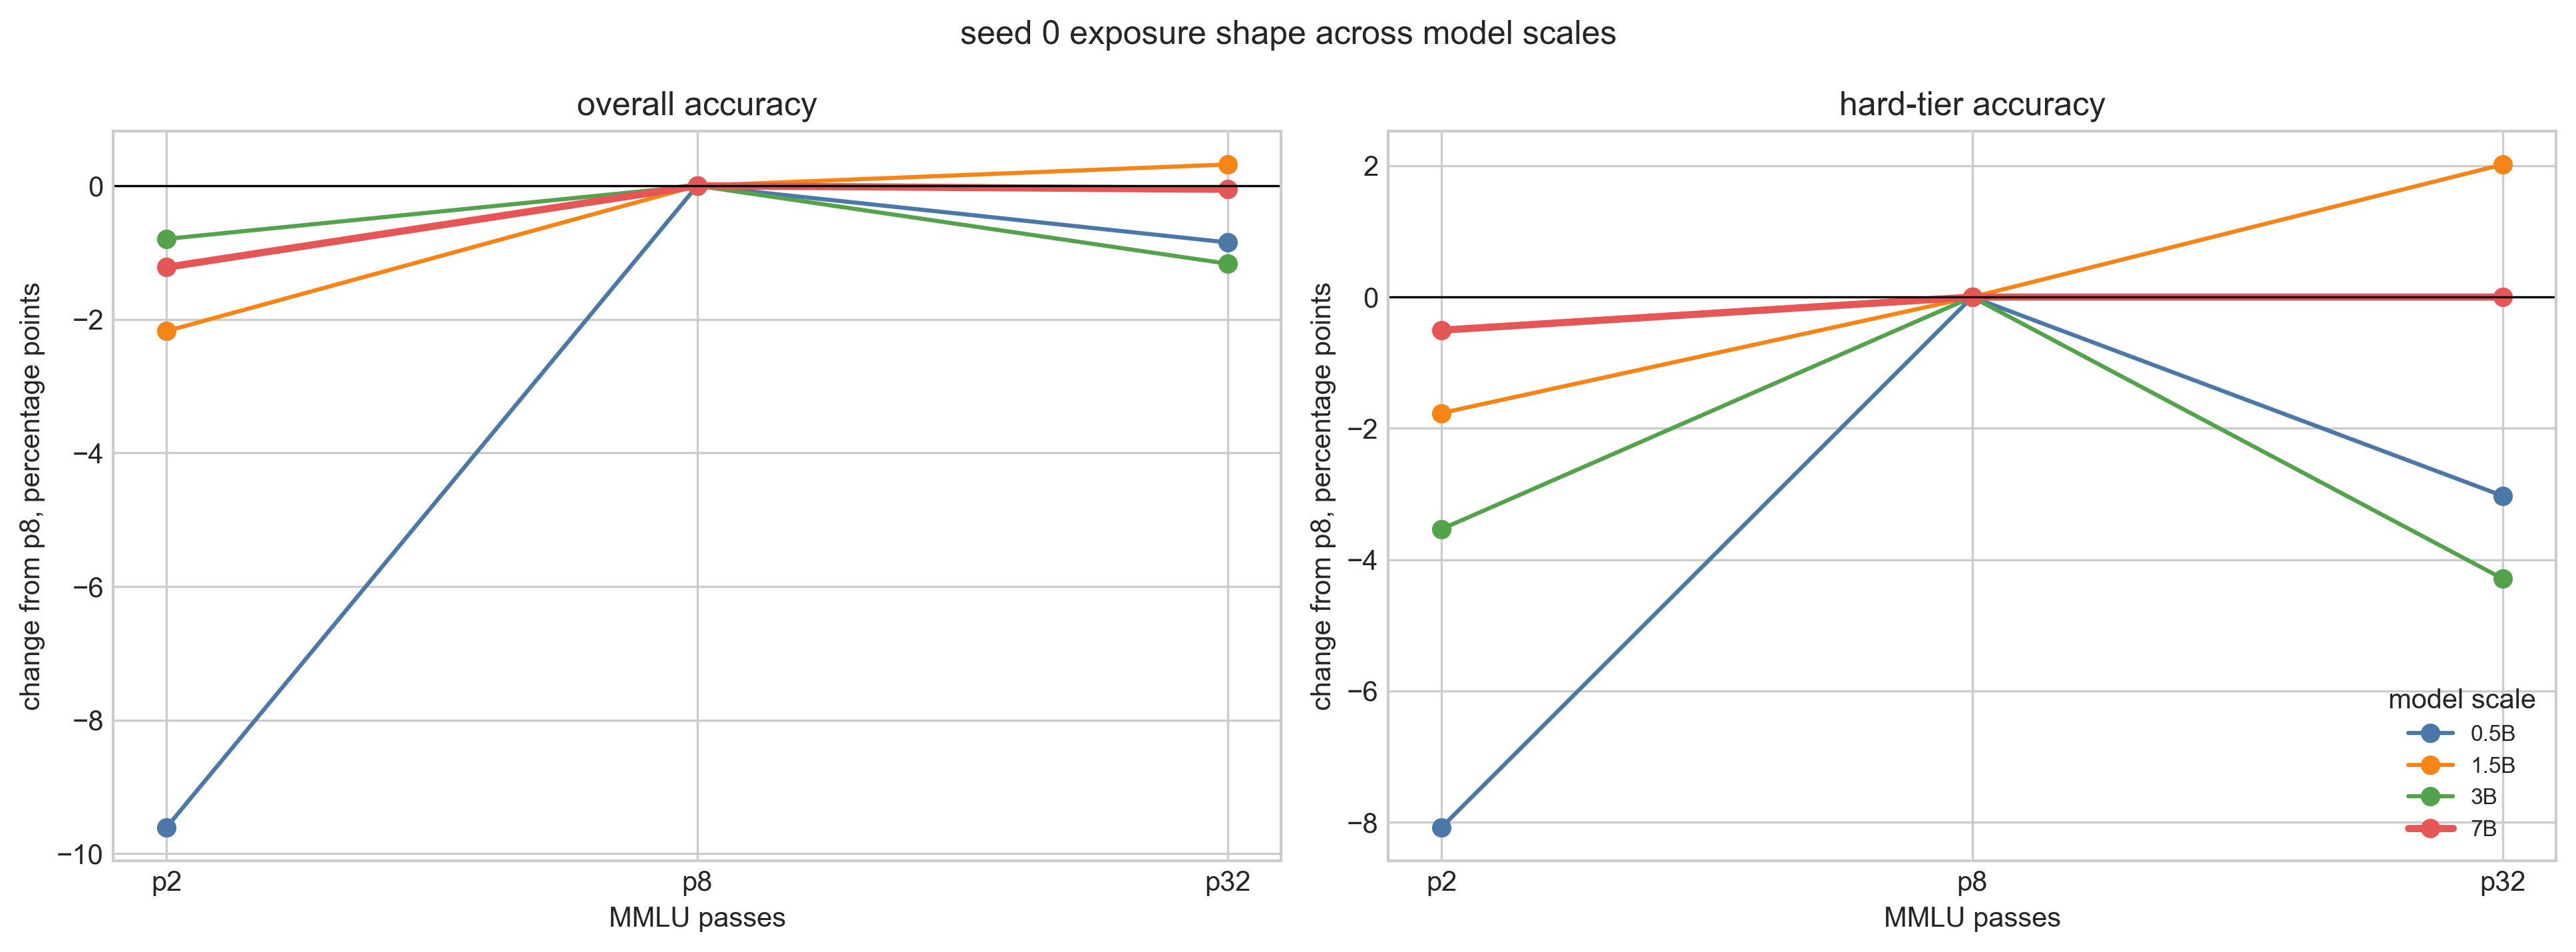 seed 0 exposure shape across model scales
overall accuracy
change from p8, percentage points
0
−2
−4
−6
−8
−10
p2
p8
p32
MMLU passes
hard-tier accuracy
change from p8, percentage points
2
0
−2
−4
−6
−8
p2
p8
p32
MMLU passes
model scale
0.5B
1.5B
3B
7B